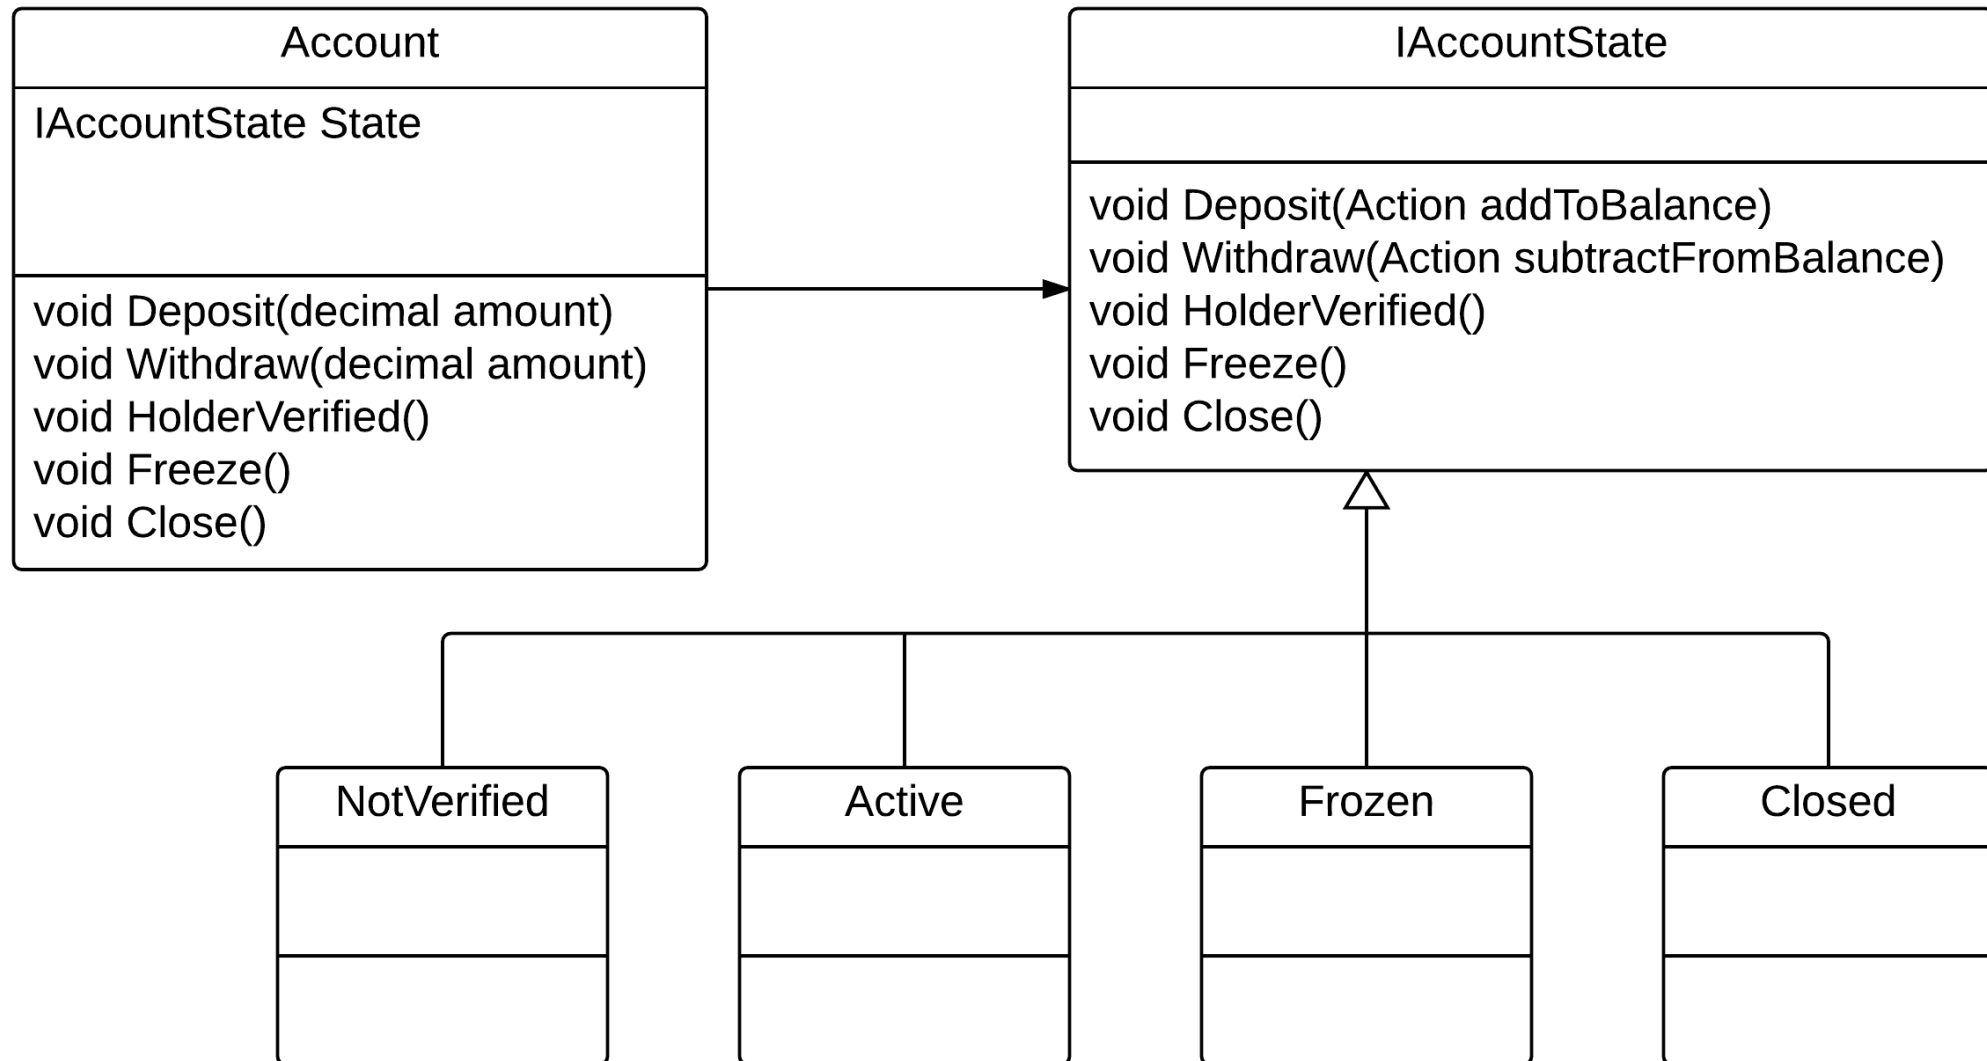 Account
IAccountState State
void Deposit(decimal amount)
void Withdraw(decimal amount)
void HolderVerified()
void Freeze()
void Close()
IAccountState
void Deposit(Action addToBalance)
void Withdraw(Action subtractFromBalance)
void HolderVerified()
void Freeze()
void Close()
NotVerified
Active
Frozen
Closed